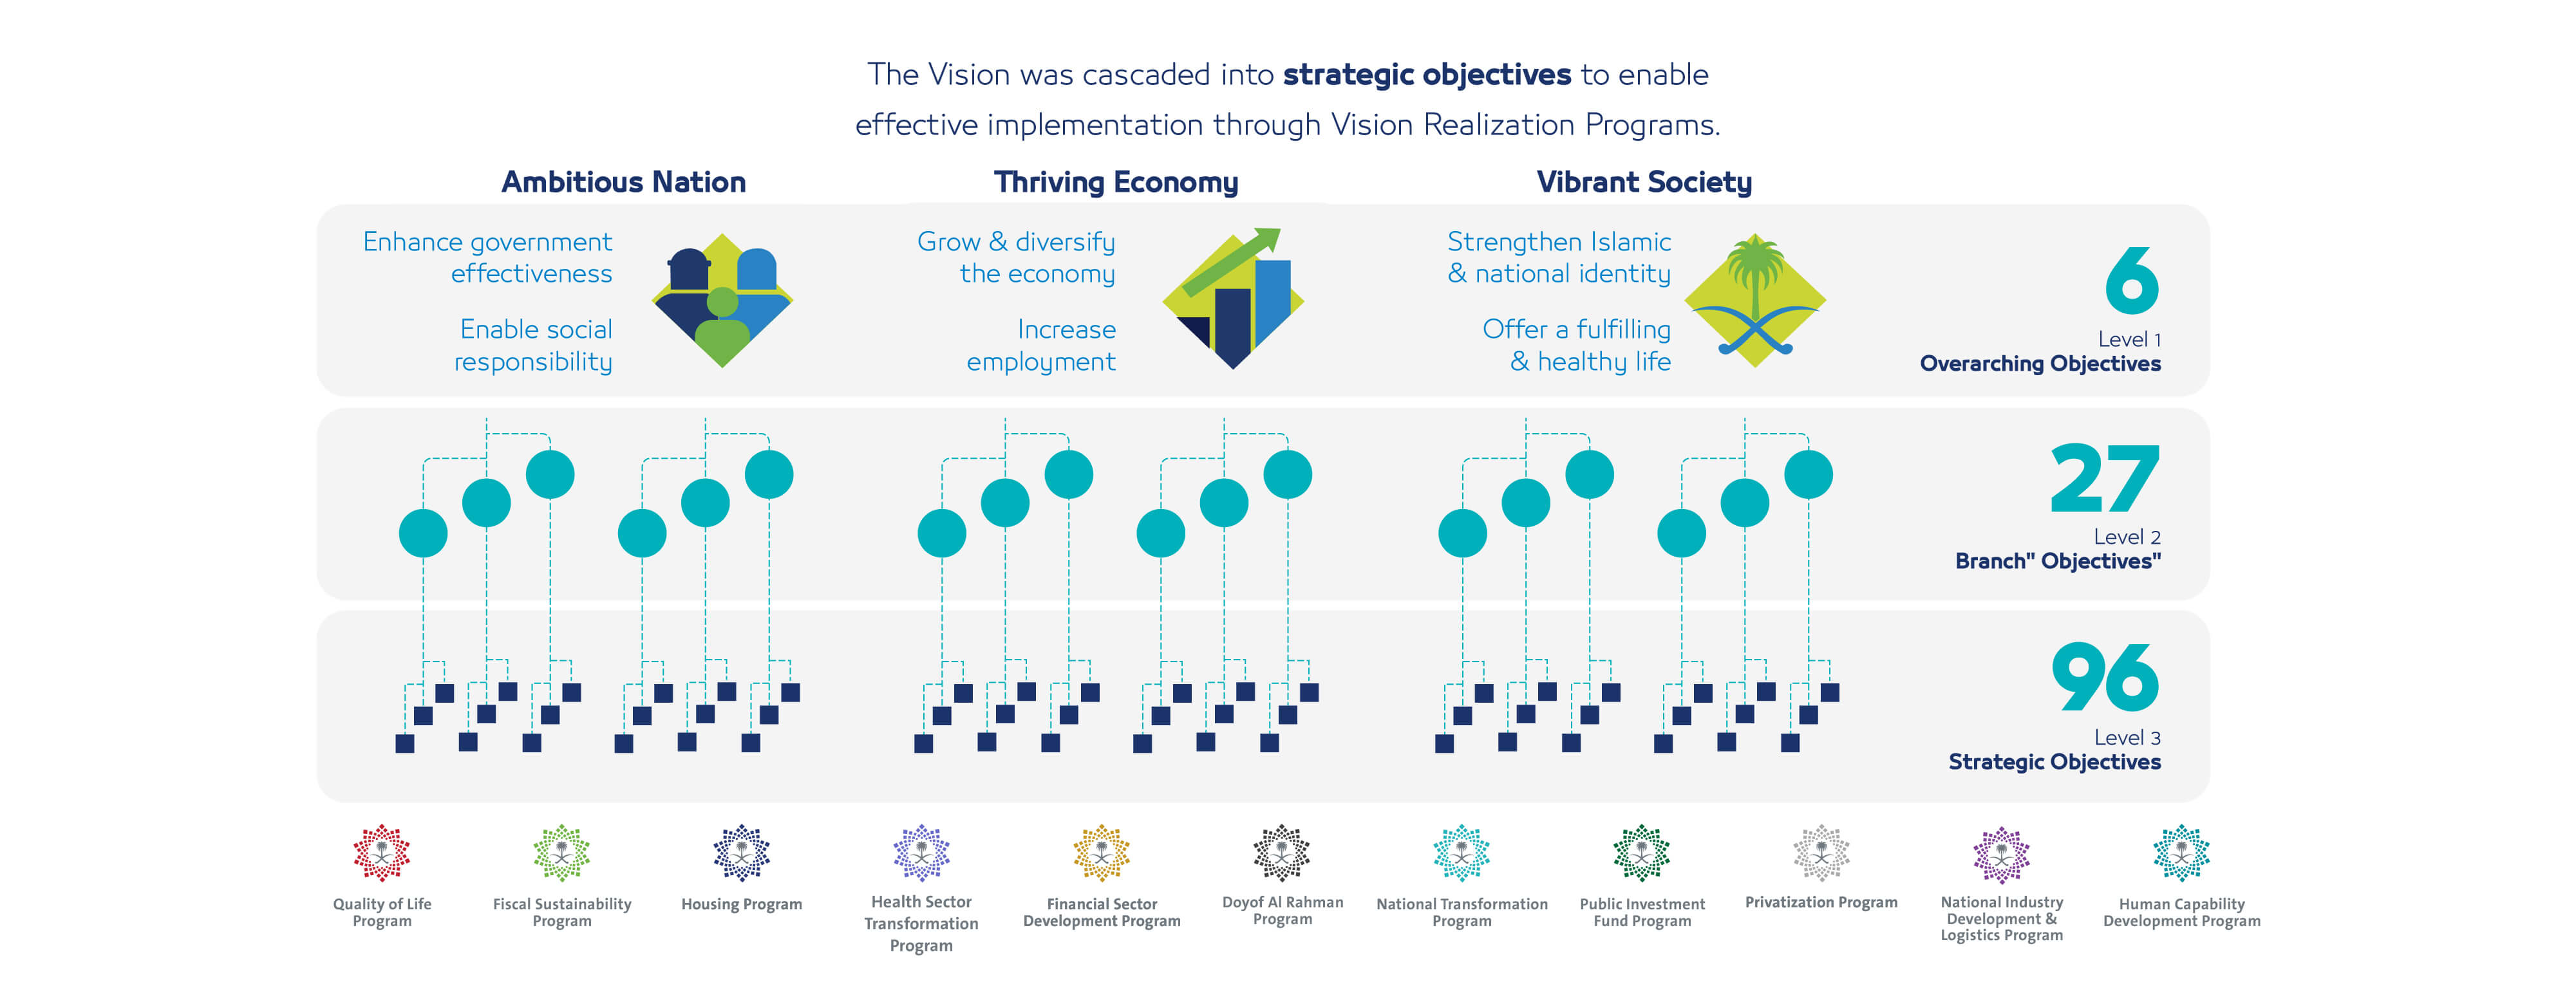 The Vision was cascaded into strategic objectives to enable
effective implementation through Vision Realization Programs.
Ambitious Nation
Enhance government
effectiveness
Enable social
responsibility
Thriving Economy
Grow & diversify
the economy
Increase
employment
Vibrant Society
Strengthen Islamic
& national identity
Offer a fulfilling
& healthy life
6
Level 1
Overarching Objectives
27
Level 2
Branch" Objectives"
96
Level 3
Strategic Objectives
Quality of Life
Program
Fiscal Sustainability
Program
Housing Program
Health Sector
Transformation
Program
Financial Sector
Development Program
Doyof Al Rahman
Program
National Transformation
Program
Public Investment
Fund Program
Privatization Program
National Industry
Development &
Logistics Program
Human Capability
Development Program